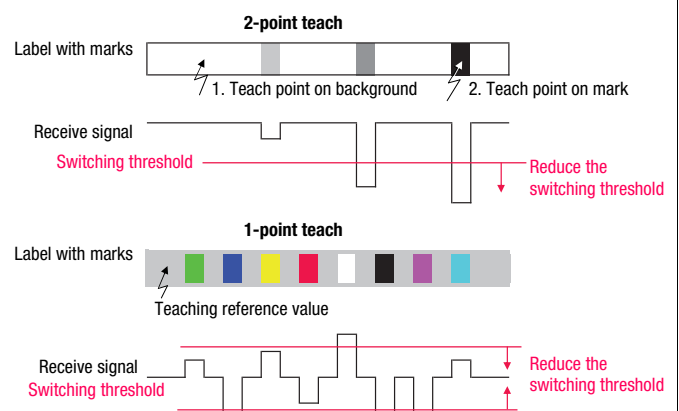 2-point teach
Label with marks
1. Teach point on background
2. Teach point on mark
Receive signal
Switching threshold
Reduce the
switching threshold
1-point teach
Label with marks
Teaching reference value
Receive signal
Switching threshold
Reduce the
switching threshold